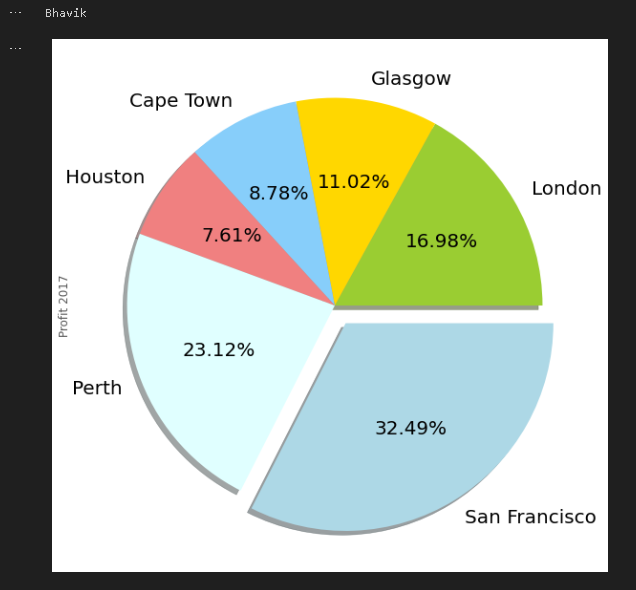 ... Bhavik
...
Glasgow
Cape Town
Houston
London
8.78%
11.02%
7.61%
16.98%
Profit 2017
23.12%
Perth
32.49%
San Francisco